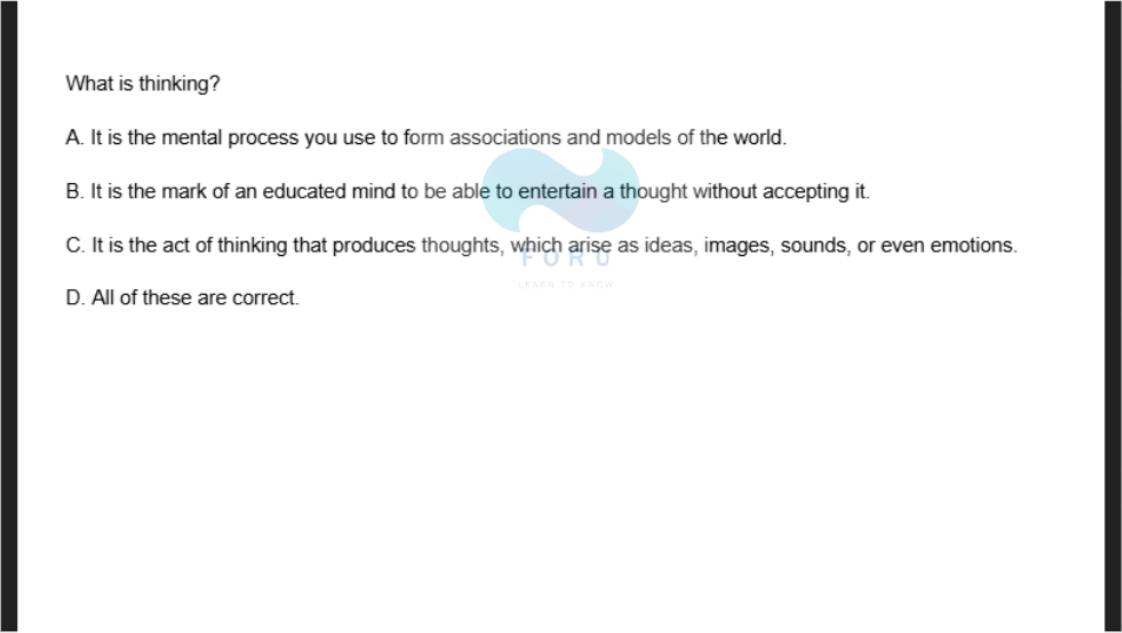 What is thinking?
A. It is the mental process you use to form associations and models of the world.
B. It is the mark of an educated mind to be able to entertain a thought without accepting it.
C. It is the act of thinking that produces thoughts, which arise as ideas, images, sounds, or even emotions.
FORU
LEARN TO KNOW
D. All of these are correct.